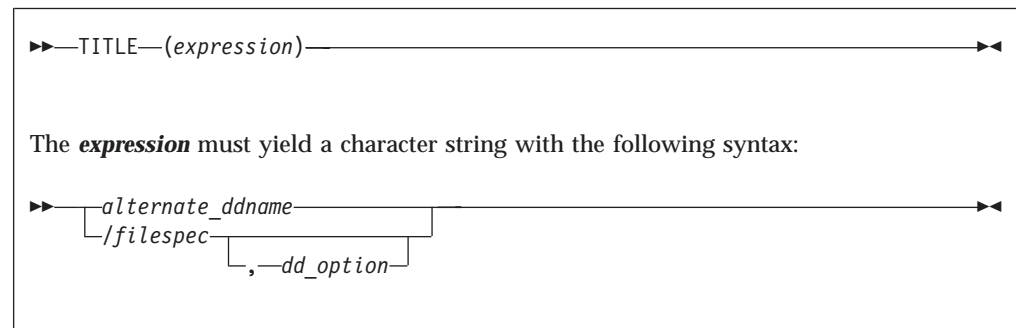 TITLE (expression)
The expression must yield a character string with the following syntax:
alternate_ddname
/filespec
, dd_option